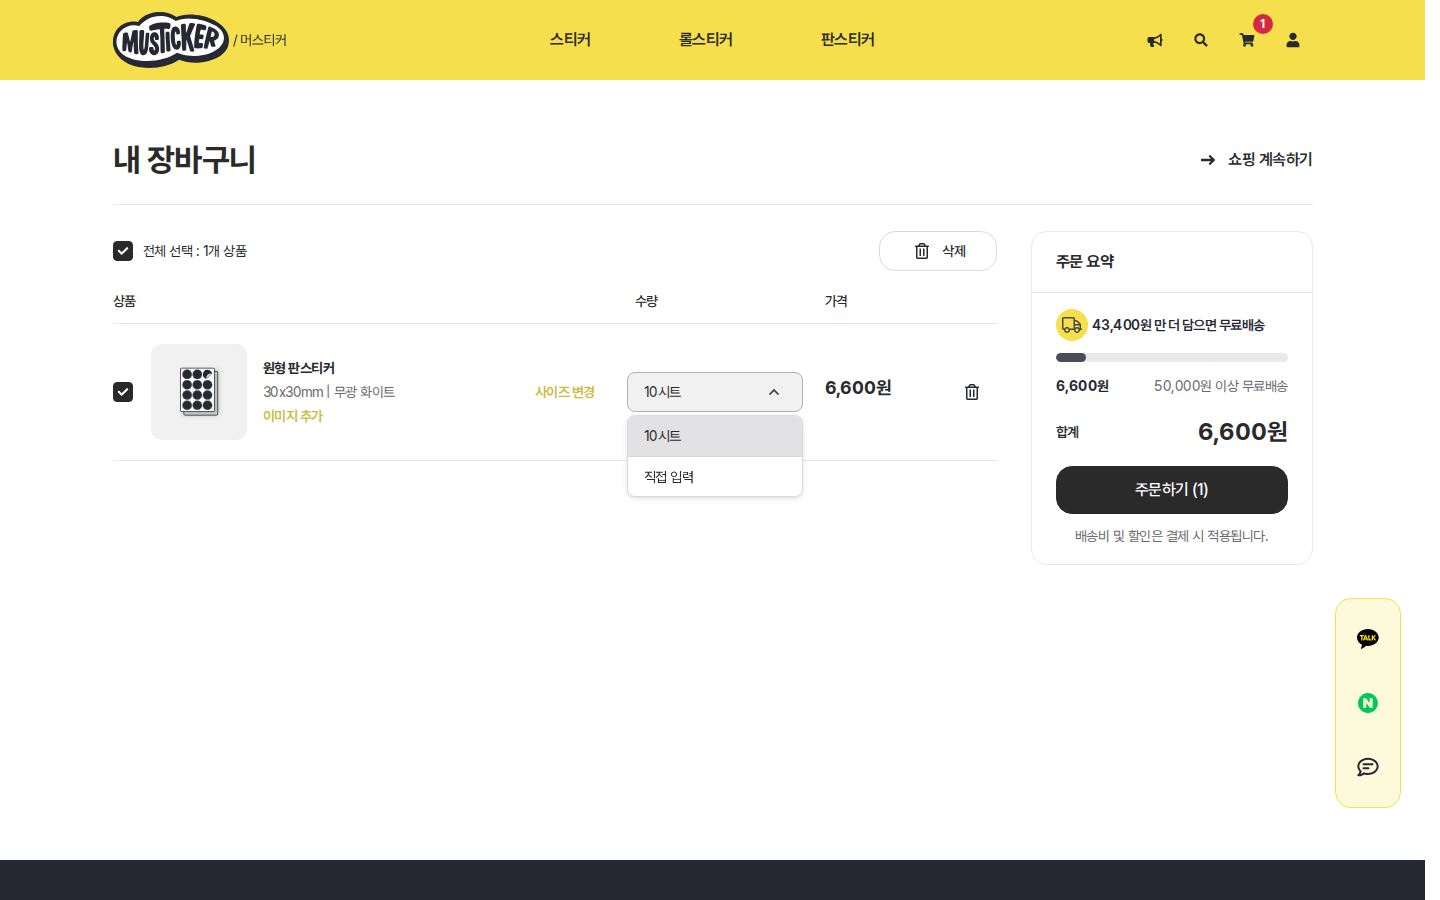 MUSTICKER / 머스티커
스티커
롤스티커
판스티커
1
내 장바구니
쇼핑 계속하기
전체 선택 : 1개 상품
삭제
상품
수량
가격
원형 판스티커
30x30mm | 무광 화이트
이미지 추가
사이즈 변경
10시트
6,600원
10시트
직접 입력
주문 요약
43,400원 만 더 담으면 무료배송
6,600원
50,000원 이상 무료배송
합계
6,600원
주문하기 (1)
배송비 및 할인은 결제 시 적용됩니다.
TALK
N